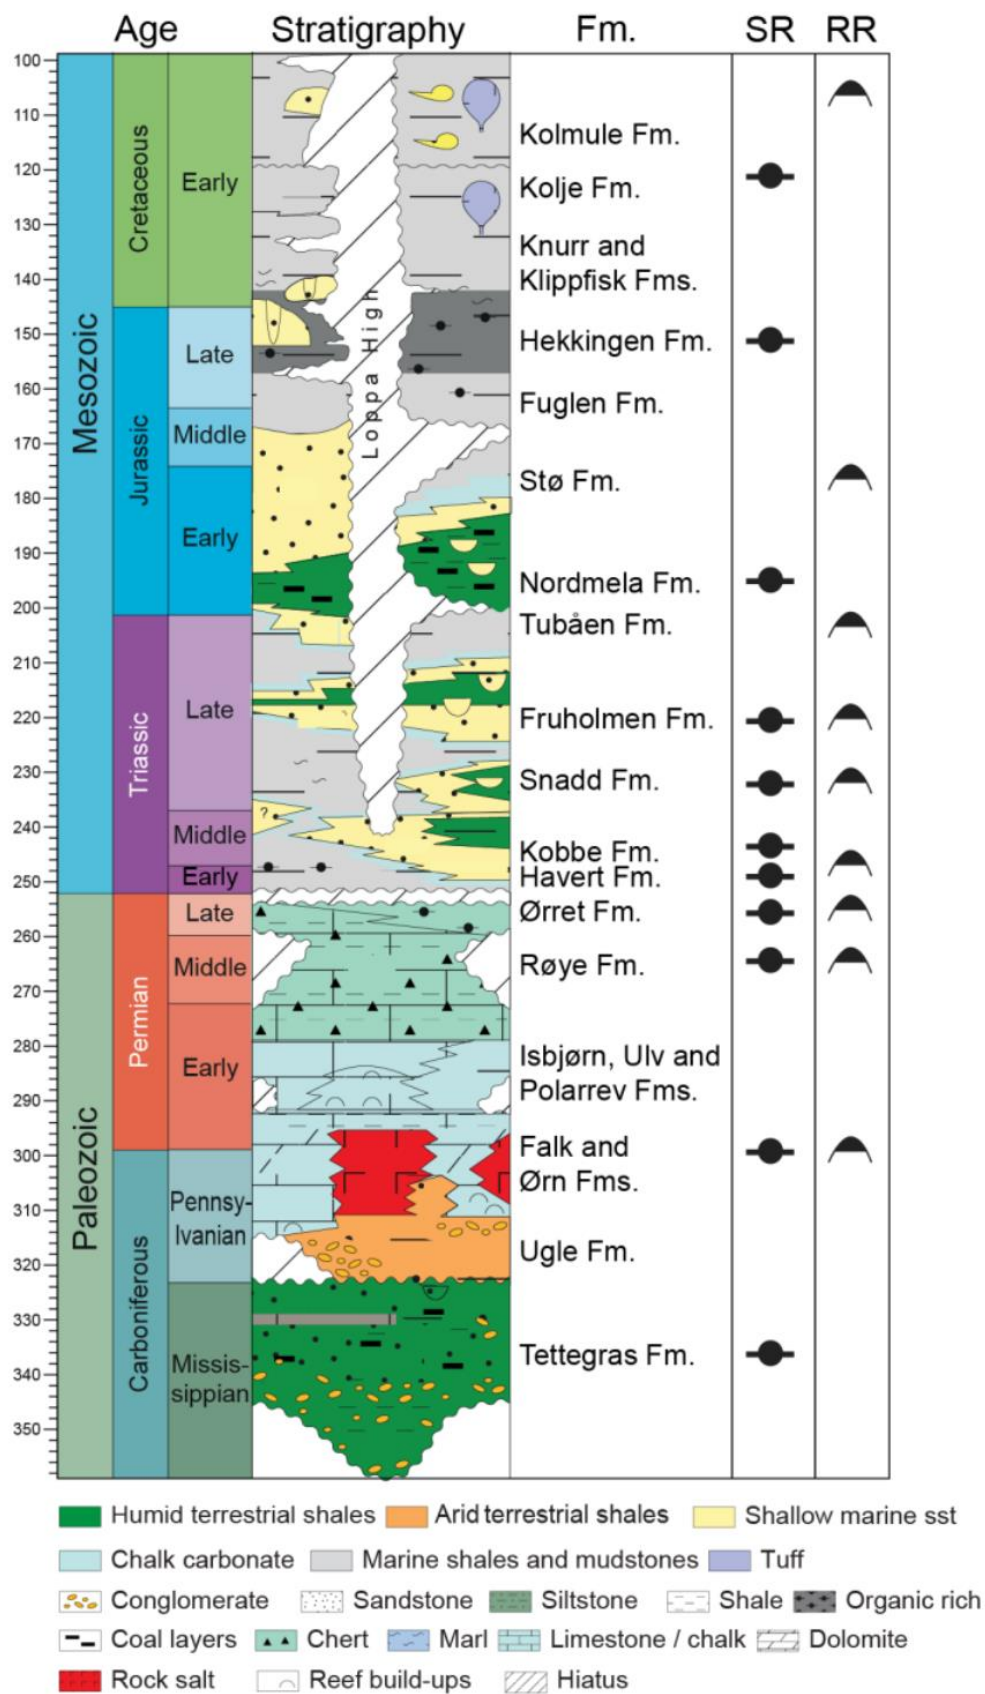 Age Stratigraphy Fm. SR RR
100
110
120
130
140
150
160
170
180
190
200
210
220
230
240
250
260
270
280
290
300
310
320
330
340
350
Mesozoic
Paleozoic
Cretaceous
Jurassic
Triassic
Permian
Carboniferous
Early
Late
Middle
Early
Late
Middle
Early
Late
Middle
Early
Pennsy-
lvanian
Missis-
sippian
Loppa High
?
Kolmule Fm.
Kolje Fm.
Knurr and
Klippfisk Fms.
Hekkingen Fm.
Fuglen Fm.
Stø Fm.
Nordmela Fm.
Tubåen Fm.
Fruholmen Fm.
Snadd Fm.
Kobbe Fm.
Havert Fm.
Ørret Fm.
Røye Fm.
Isbjørn, Ulv and
Polarrev Fms.
Falk and
Ørn Fms.
Ugle Fm.
Tettegras Fm.
Humid terrestrial shales Arid terrestrial shales Shallow marine sst
Chalk carbonate Marine shales and mudstones Tuff
Conglomerate Sandstone Siltstone Shale Organic rich
Coal layers Chert Marl Limestone / chalk Dolomite
Rock salt Reef build-ups Hiatus